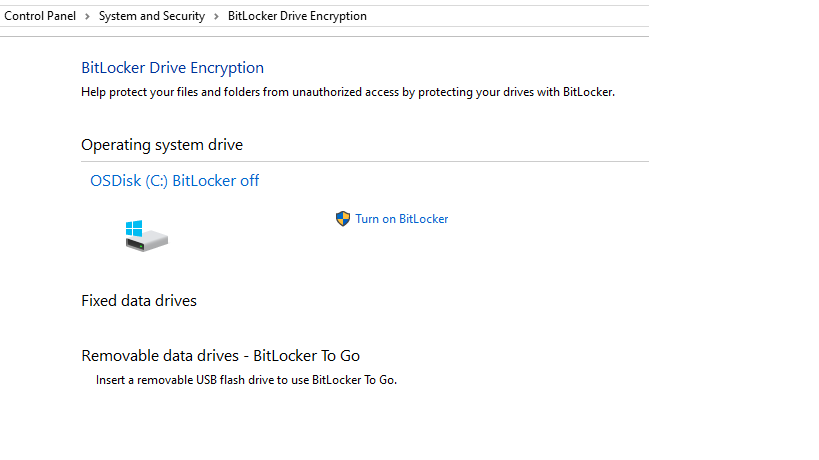 Control Panel > System and Security > BitLocker Drive Encryption
BitLocker Drive Encryption
Help protect your files and folders from unauthorized access by protecting your drives with BitLocker.
Operating system drive
OSDisk (C:) BitLocker off
Turn on BitLocker
Fixed data drives
Removable data drives - BitLocker To Go
Insert a removable USB flash drive to use BitLocker To Go.